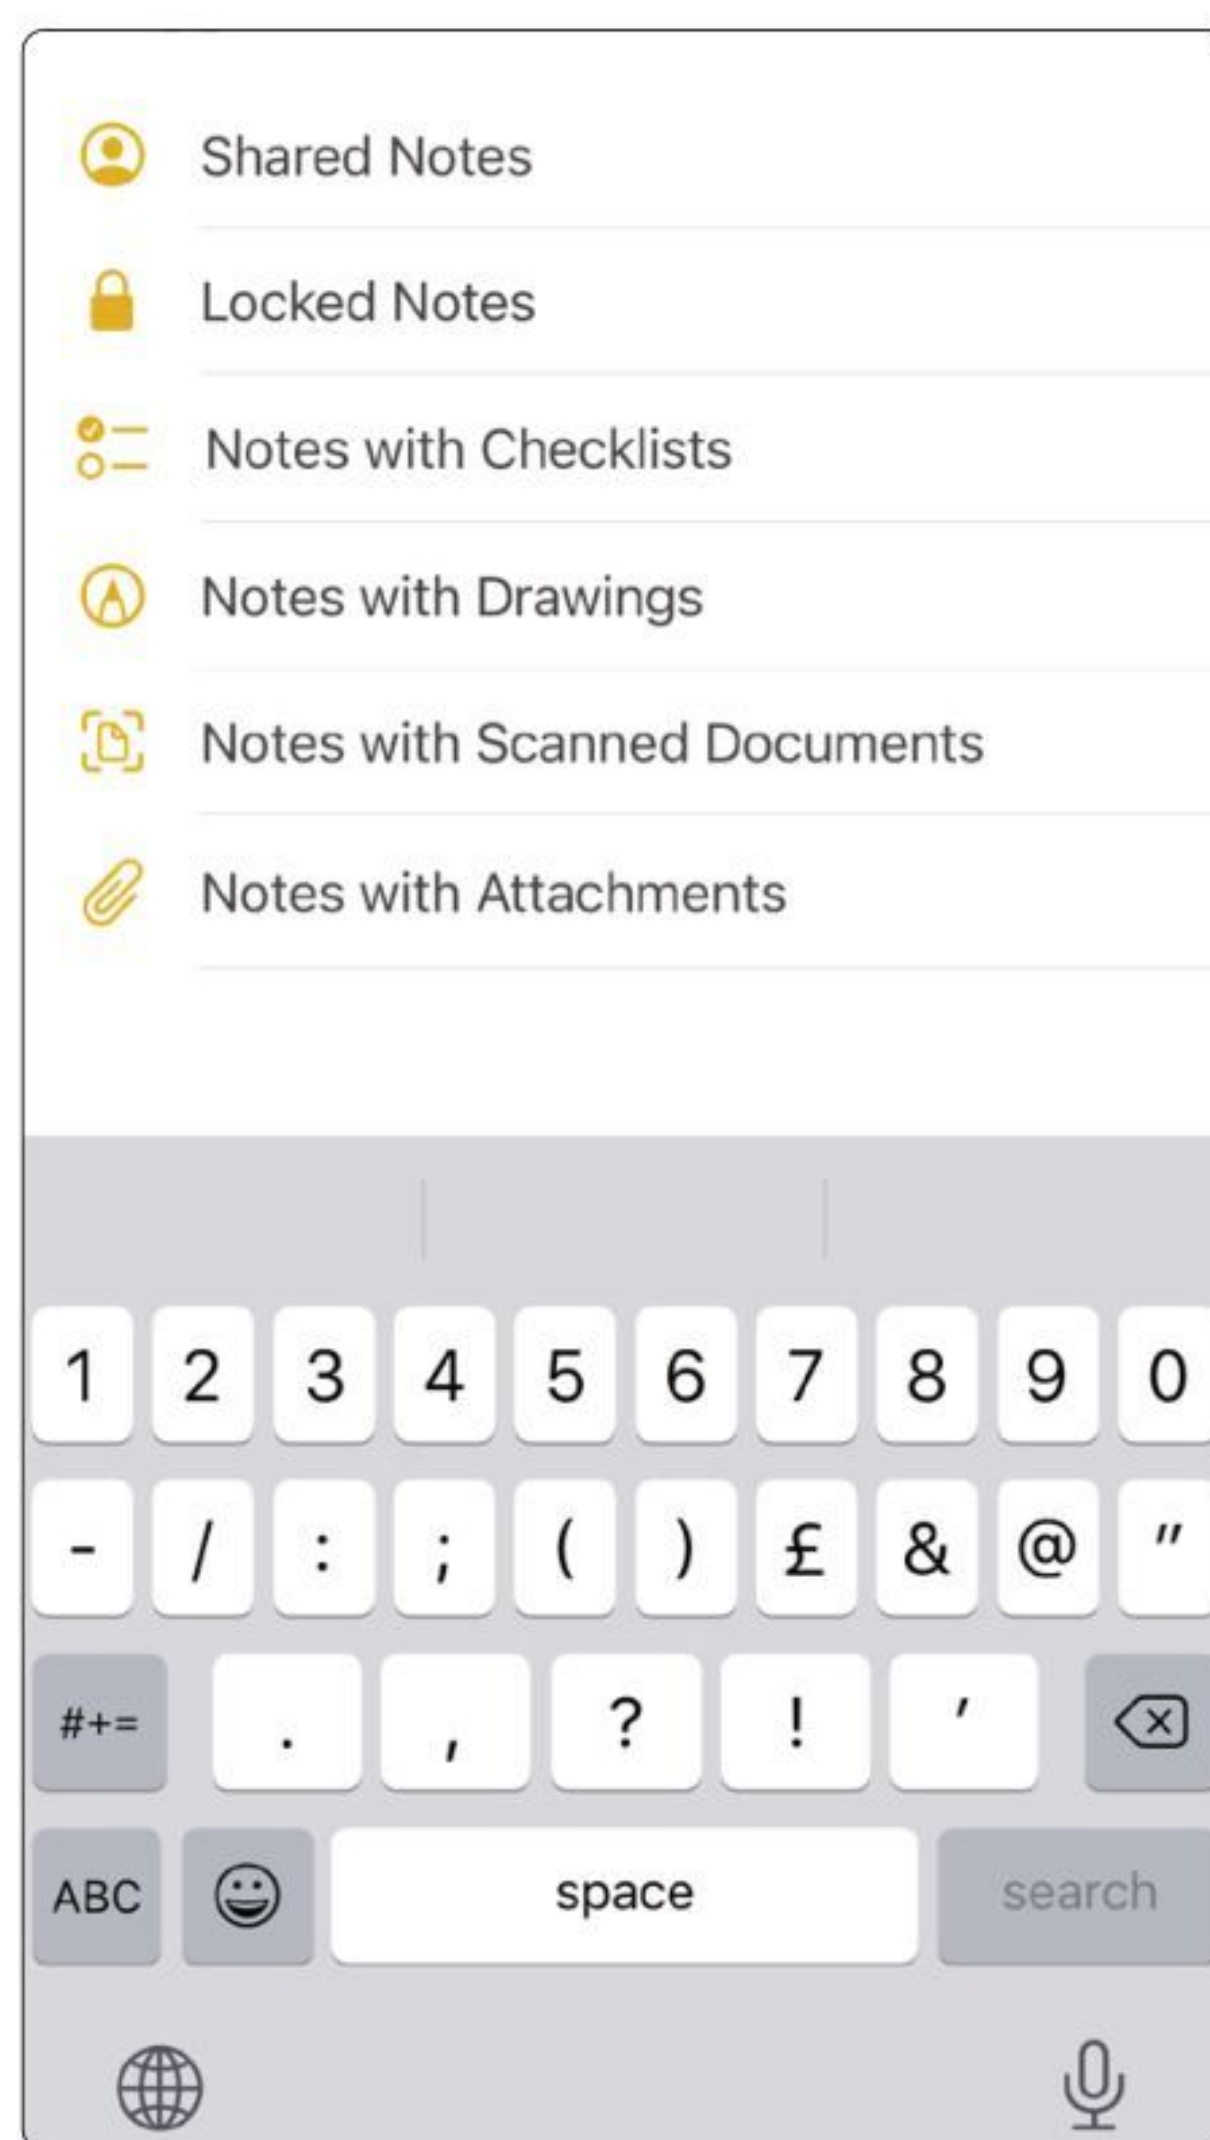 Shared Notes
Locked Notes
Notes with Checklists
Notes with Drawings
Notes with Scanned Documents
Notes with Attachments
1 2 3 4 5 6 7 8 9 0
- / : ; ( ) £ & @ "
#+= . , ? ! '
ABC space search